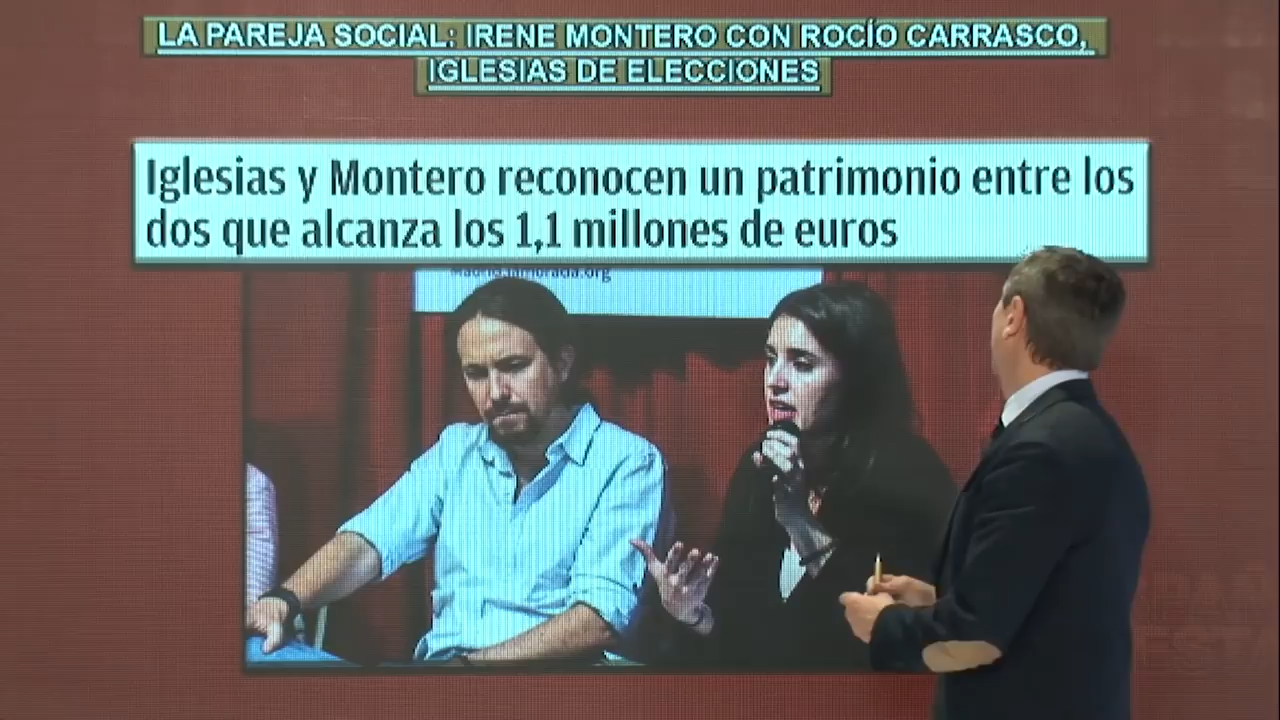 LA PAREJA SOCIAL: IRENE MONTERO CON ROCÍO CARRASCO,
IGLESIAS DE ELECCIONES
Iglesias y Montero reconocen un patrimonio entre los
dos que alcanza los 1,1 millones de euros